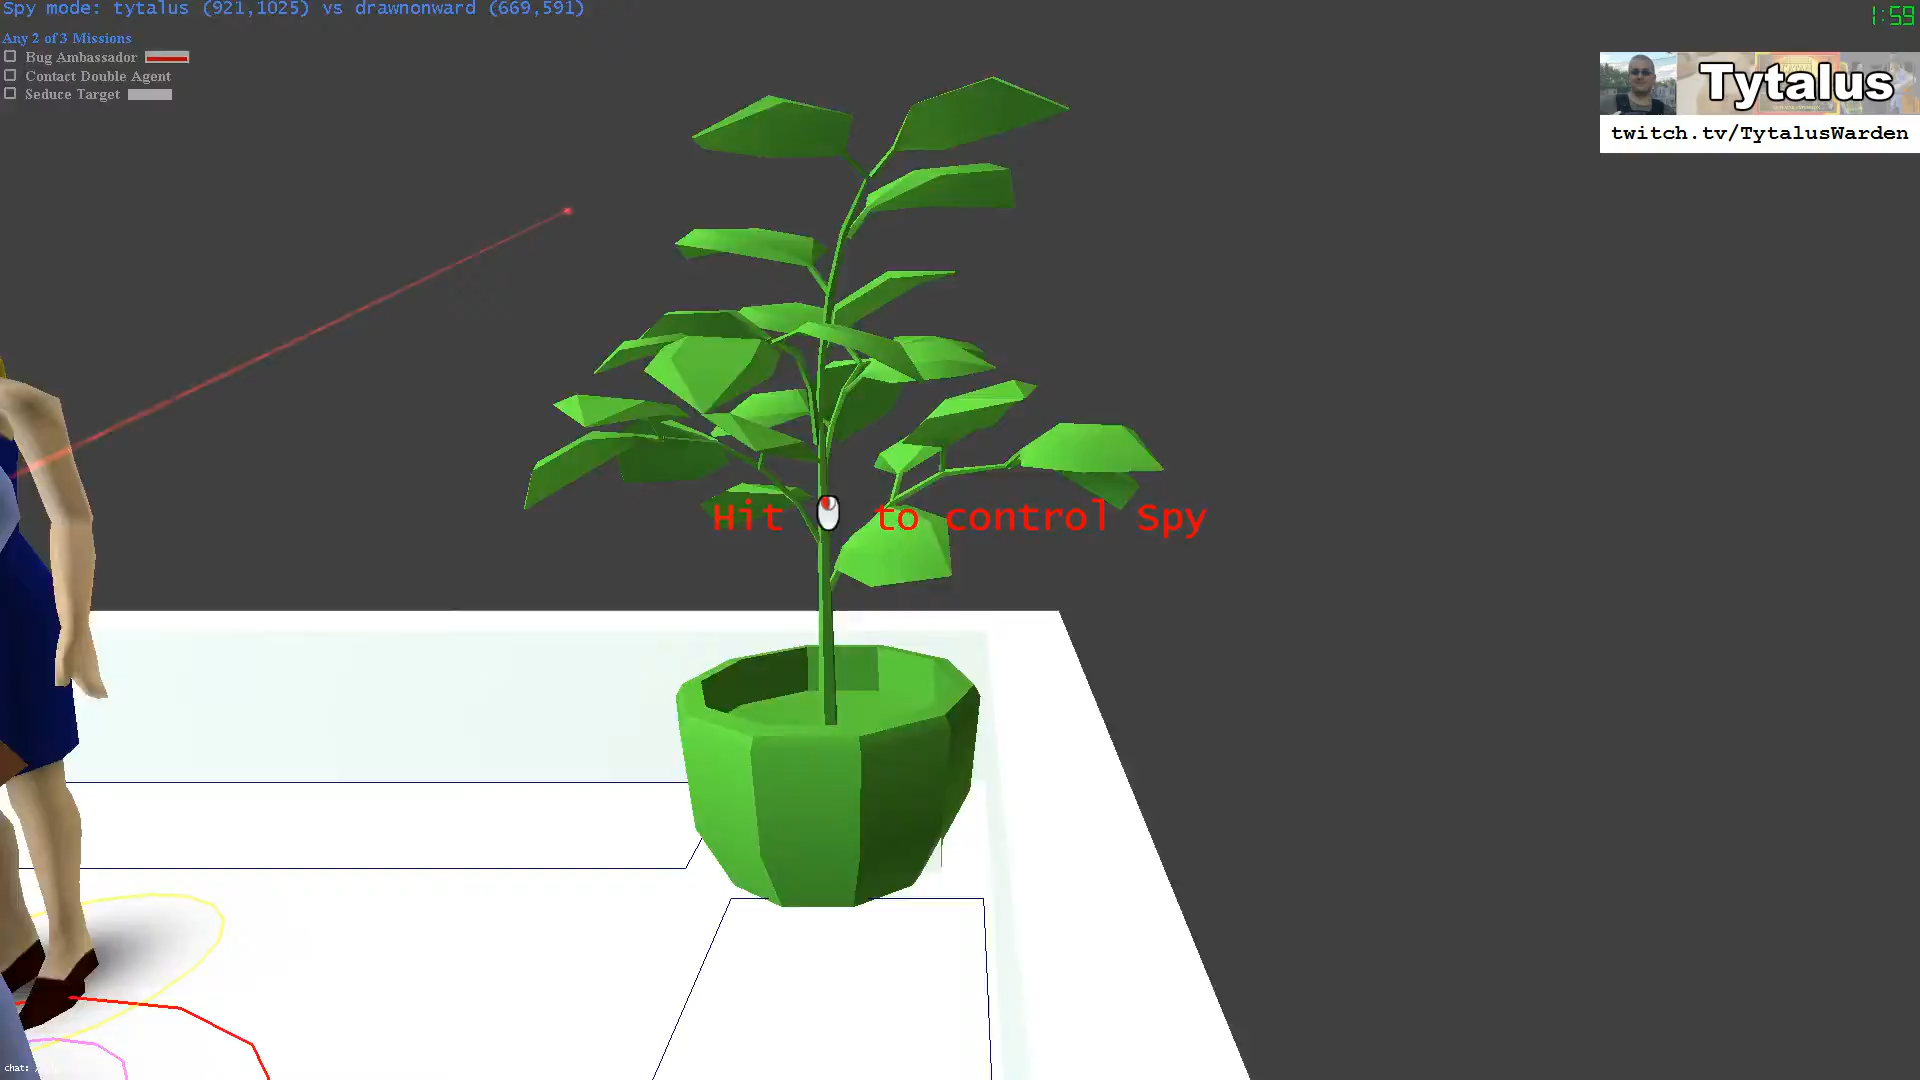 Spy mode: tytalus (921,1025) vs drawnonward (669,591)
1:59
Any 2 of 3 Missions
Bug Ambassador
Contact Double Agent
Seduce Target
Tytalus
twitch.tv/TytalusWarden
Hit to control Spy
chat: